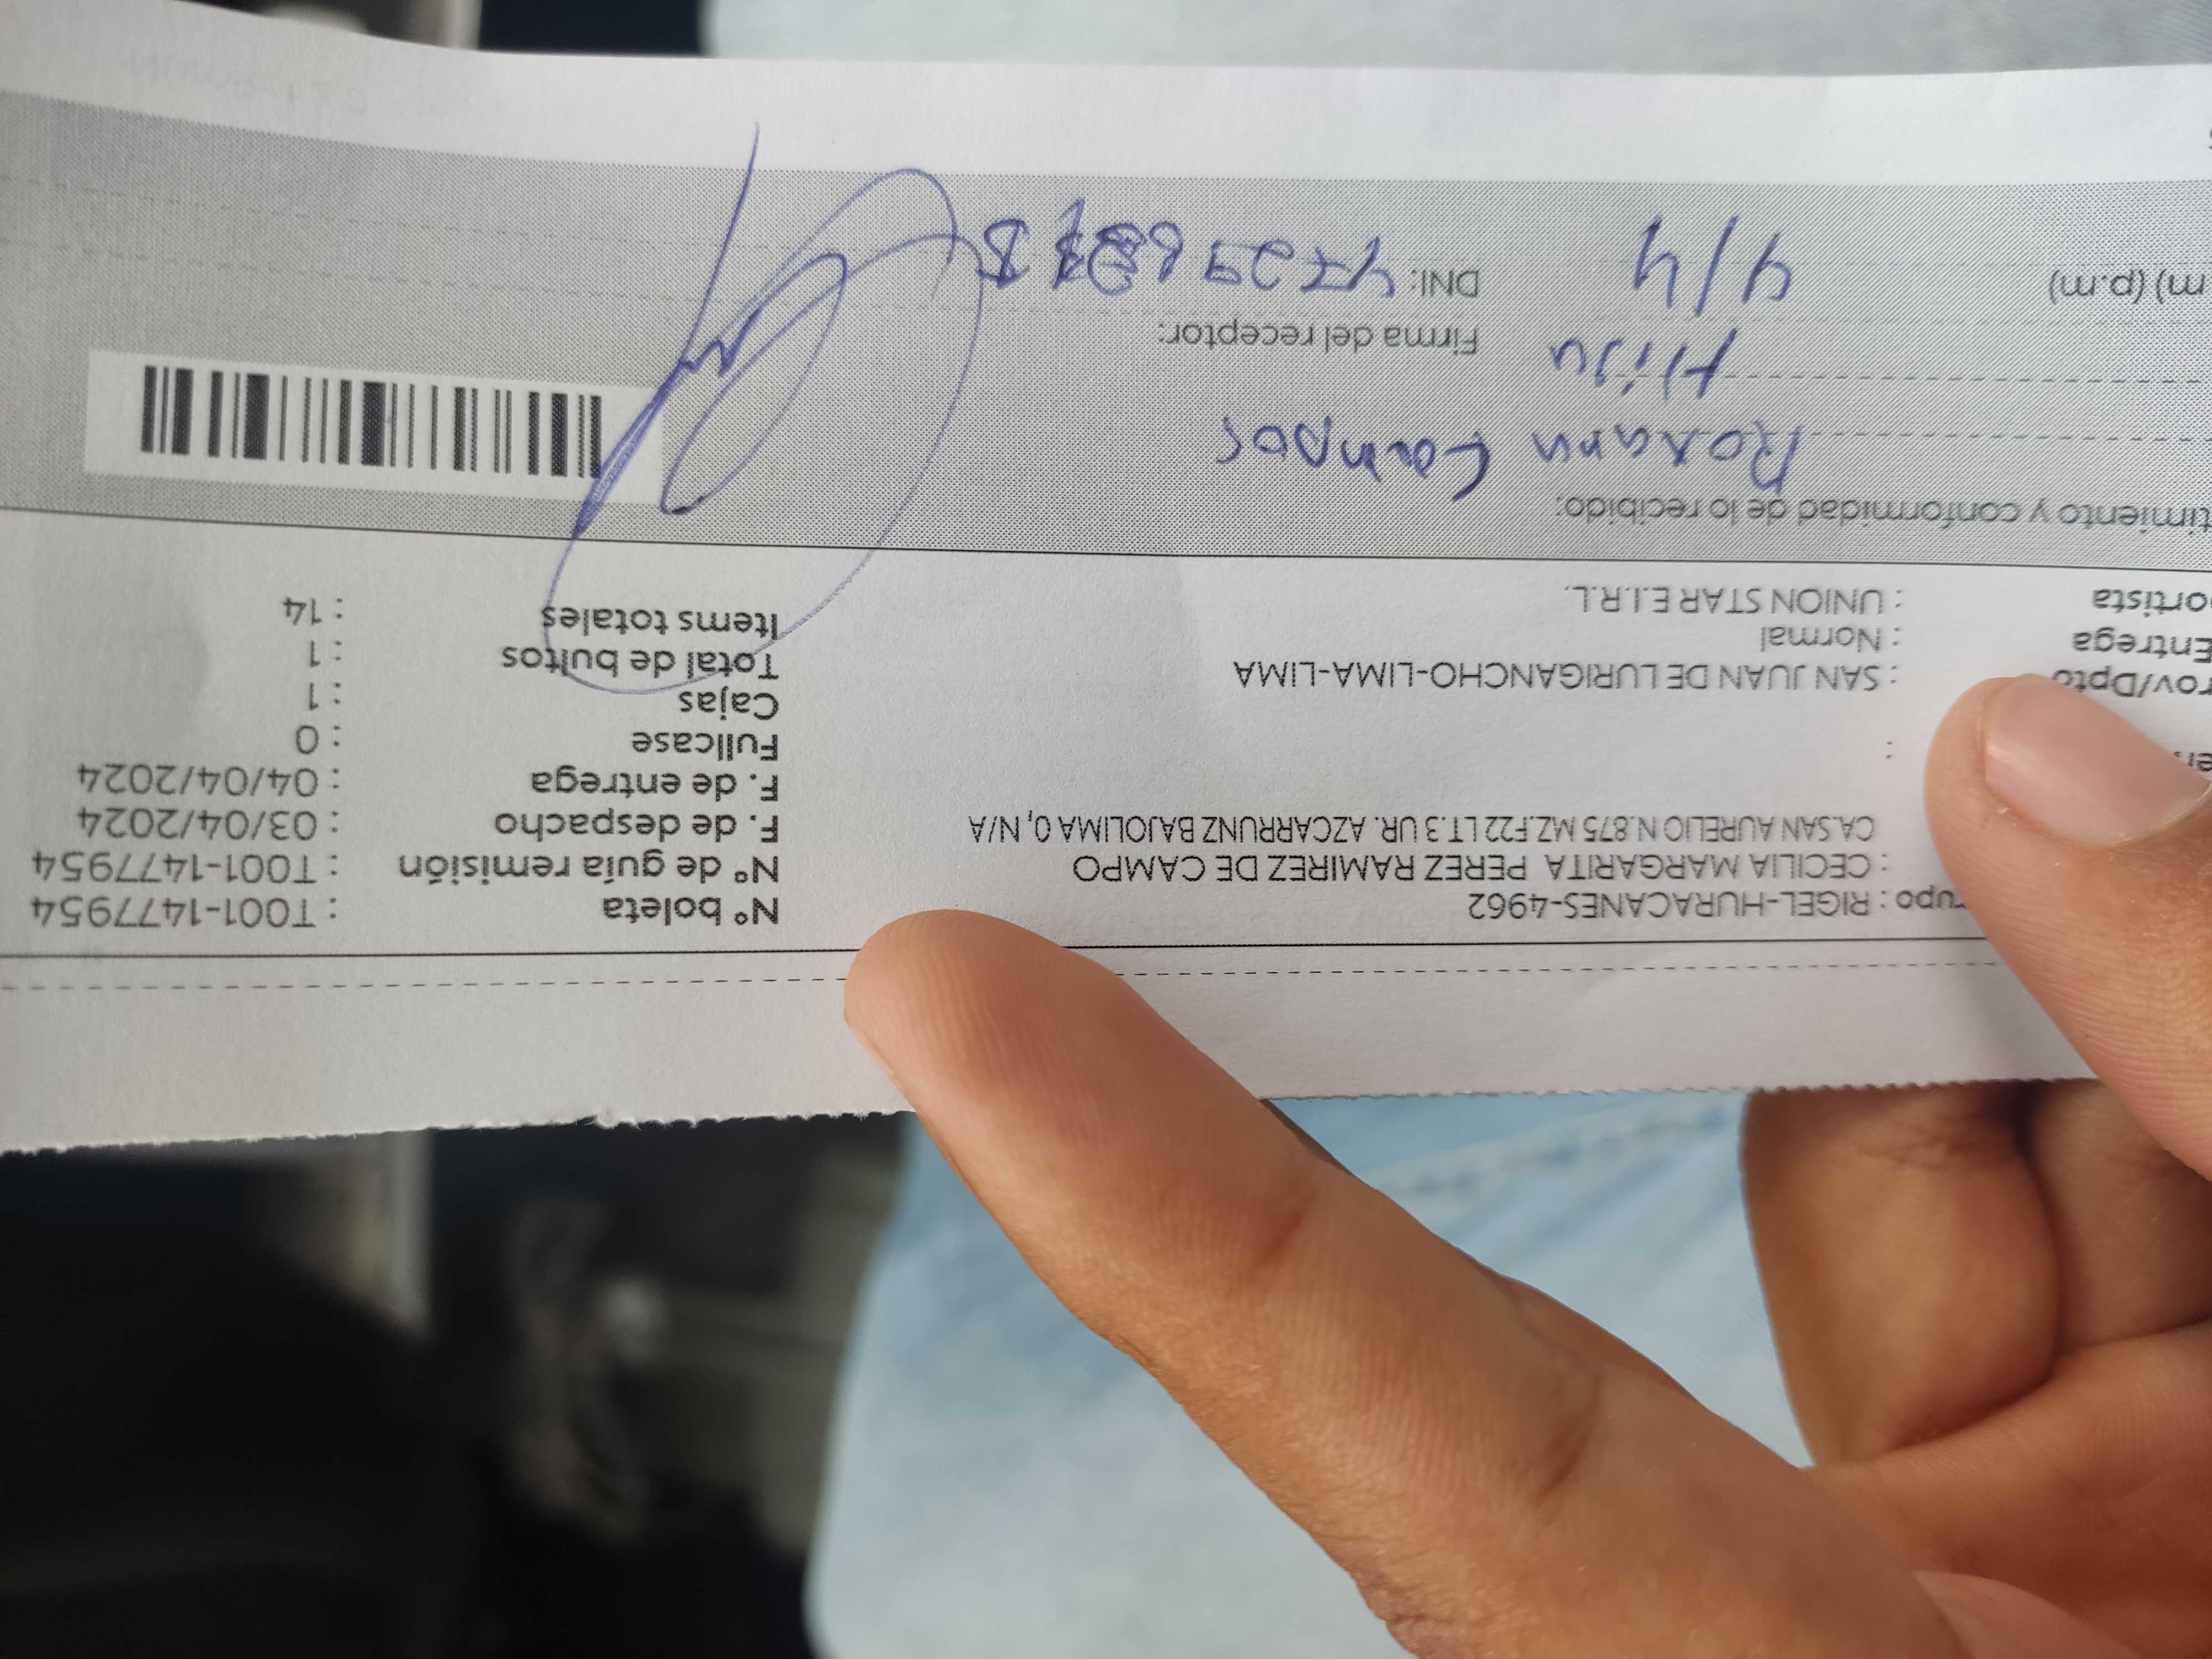 rupo : RIGEL-HURACANES-4962
: CECILIA MARGARITA PEREZ RAMIREZ DE CAMPO
CA.SAN AURELIO N.875 MZ.F22 LT.3 UR. AZCARRUNZ BAJOLIMA 0, N/A
:
rov/Dpto : SAN JUAN DE LURIGANCHO-LIMA-LIMA
Entrega : Normal
ortista : UNION STAR E.I.R.L.
N° boleta : T001-1477954
N° de guía remisión : T001-1477954
F. de despacho : 03/04/2024
F. de entrega : 04/04/2024
Fullcase : 0
Cajas : 1
Total de bultos : 1
Items totales : 14
timiento y conformidad de lo recibido:
Roxana Campos
Hija
Firma del receptor:
m) (p.m) 4/4
DNI: